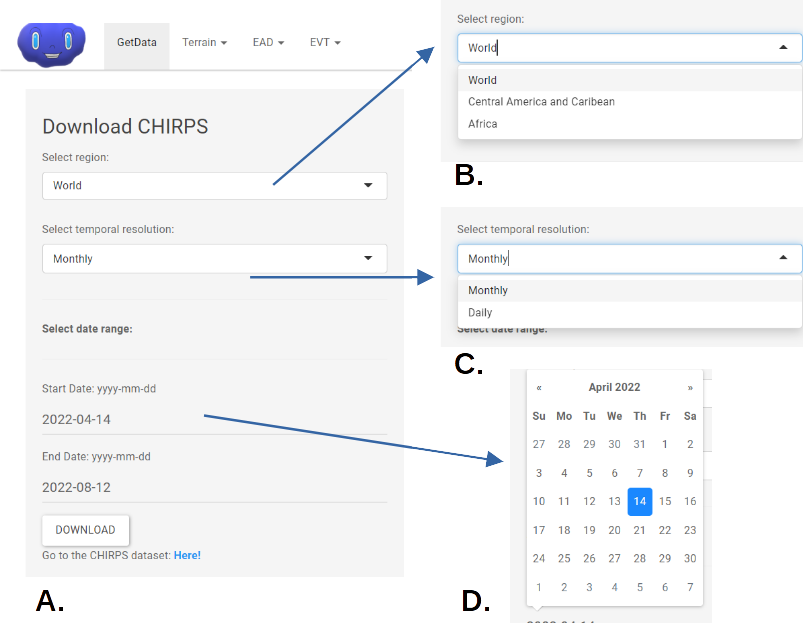 GetData Terrain EAD EVT
Download CHIRPS
Select region:
World
Select temporal resolution:
Monthly
Select date range:
Start Date: yyyy-mm-dd
2022-04-14
End Date: yyyy-mm-dd
2022-08-12
DOWNLOAD
Go to the CHIRPS dataset: Here!
A.
Select region:
World
World
Central America and Caribean
Africa
B.
Select temporal resolution:
Monthly
Monthly
Daily
Select date range:
C.
« April 2022 »
Su Mo Tu We Th Fr Sa
27 28 29 30 31 1 2
3 4 5 6 7 8 9
10 11 12 13 14 15 16
17 18 19 20 21 22 23
24 25 26 27 28 29 30
1 2 3 4 5 6 7
D.